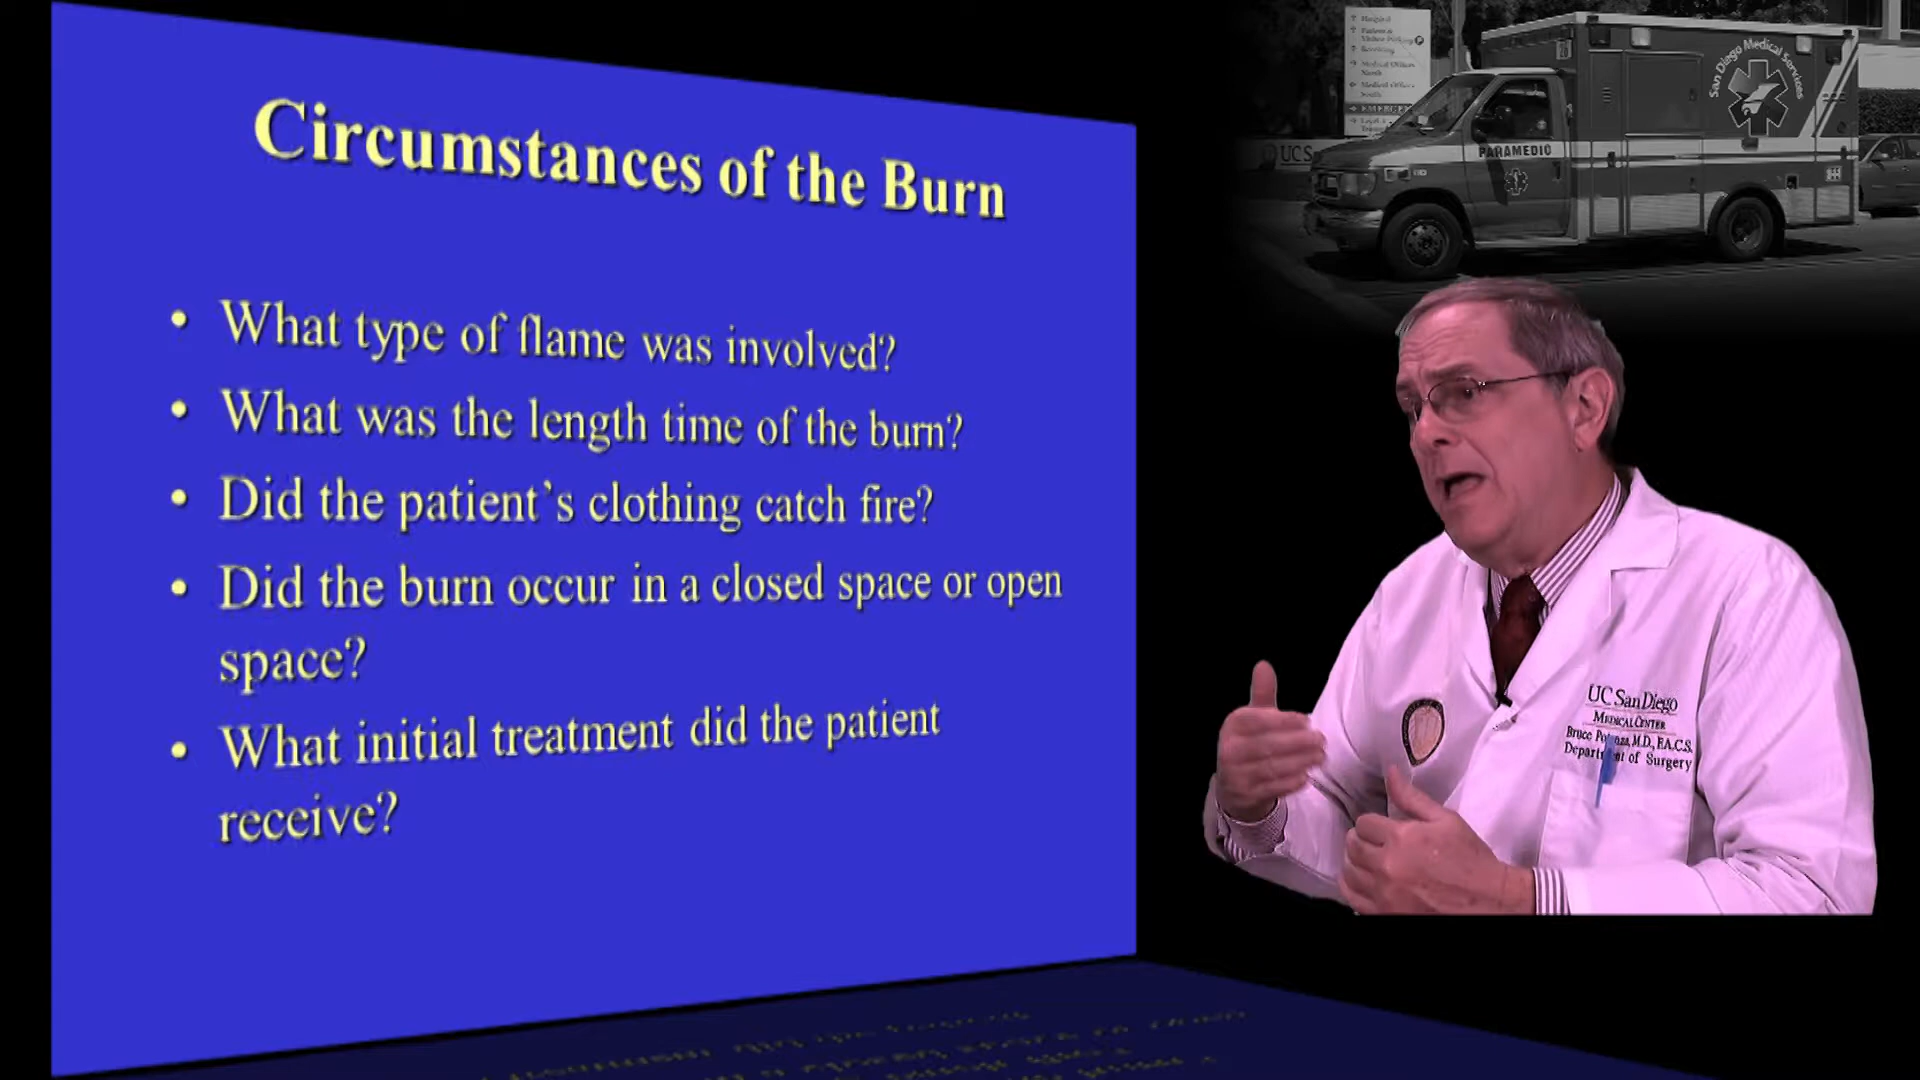 Circumstances of the Burn
• What type of flame was involved?
• What was the length time of the burn?
• Did the patient’s clothing catch fire?
• Did the burn occur in a closed space or open
space?
• What initial treatment did the patient
receive?
San Diego Medical Services
PARAMEDIC
UCS
UC San Diego
MEDICAL CENTER
Bruce M.D., F.A.C.S.
Department of Surgery